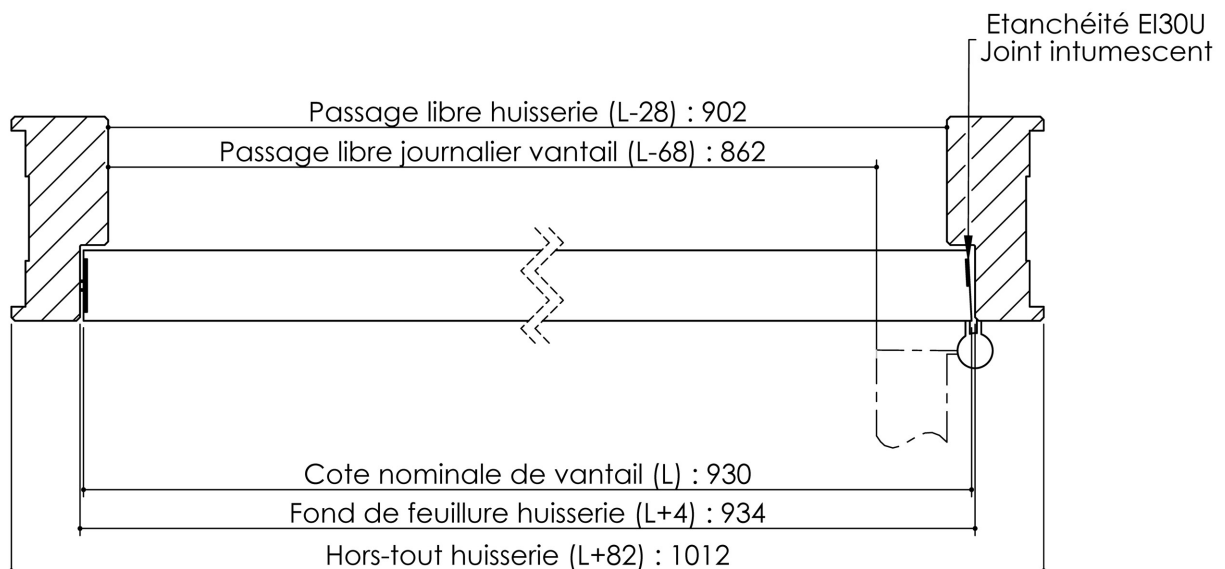 Etanchéité EI30U
Joint intumescent
Passage libre huisserie (L-28) : 902
Passage libre journalier vantail (L-68) : 862
Cote nominale de vantail (L) : 930
Fond de feuillure huisserie (L+4) : 934
Hors-tout huisserie (L+82) : 1012